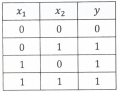 x₁ x₂ y
0 0 0
0 1 1
1 0 1
1 1 1